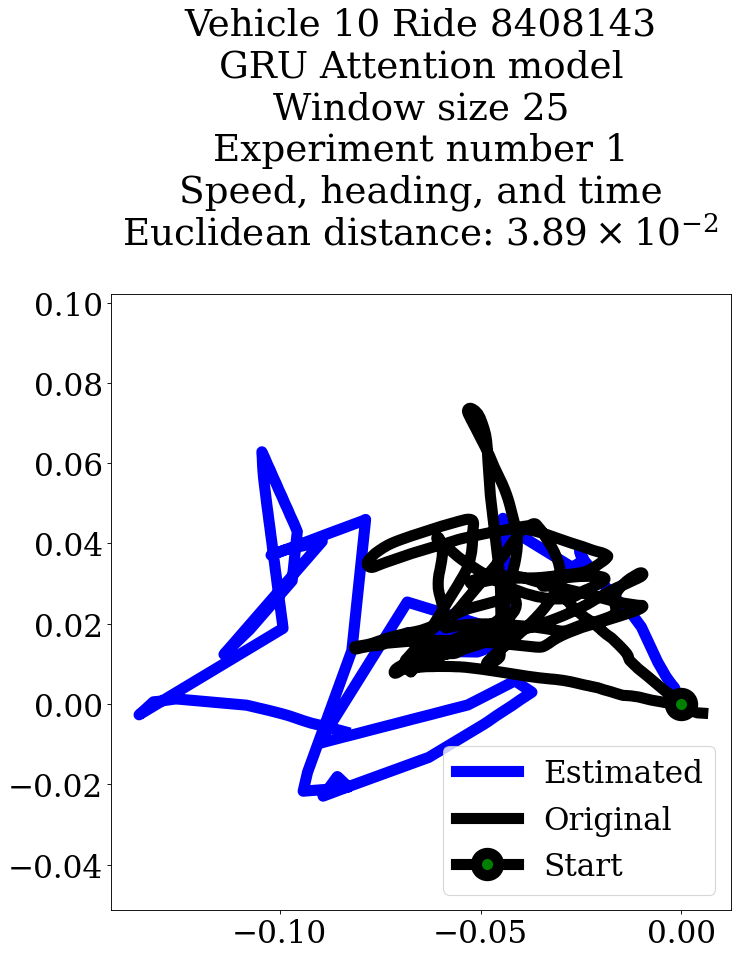 Vehicle 10 Ride 8408143
GRU Attention model
Window size 25
Experiment number 1
Speed, heading, and time
Euclidean distance: 3.89 × 10⁻²
0.10
0.08
0.06
0.04
0.02
0.00
−0.02
−0.04
Estimated
Original
Start
−0.10
−0.05
0.00